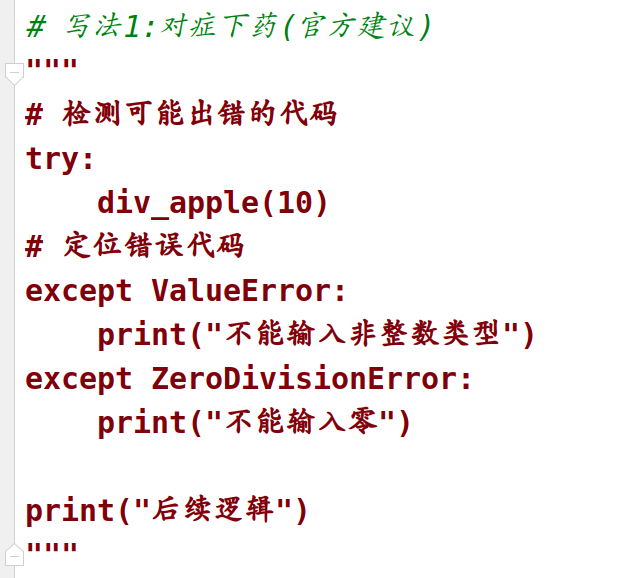 # 写法1:对症下药(官方建议)
"""
# 检测可能出错的代码
try:
    div_apple(10)
# 定位错误代码
except ValueError:
    print("不能输入非整数类型")
except ZeroDivisionError:
    print("不能输入零")

print("后续逻辑")
"""